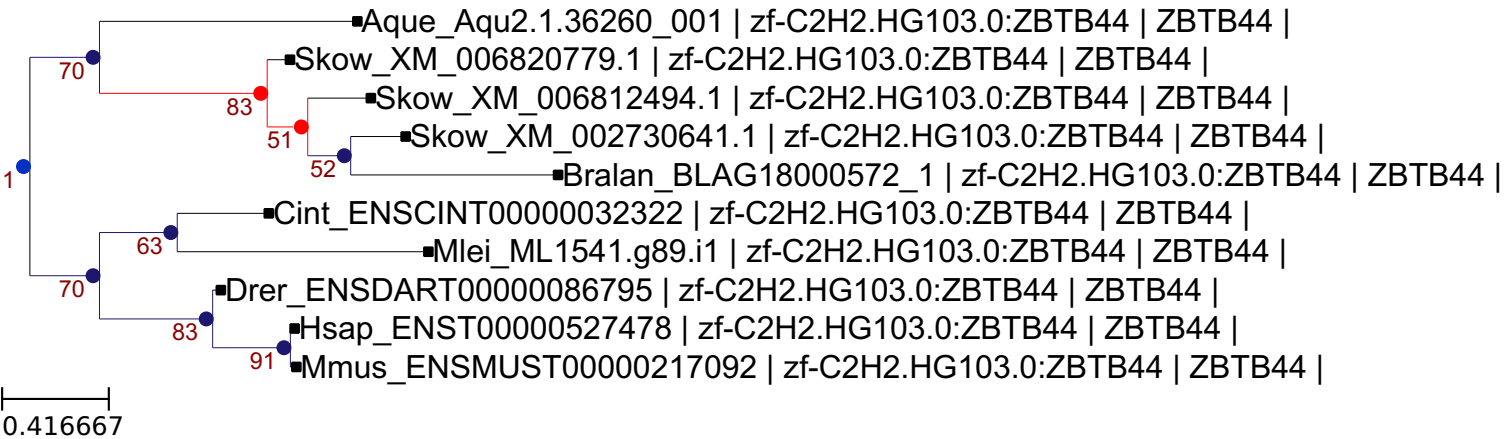 Aque_Aqu2.1.36260_001 | zf-C2H2.HG103.0:ZBTB44 | ZBTB44 |
70
Skow_XM_006820779.1 | zf-C2H2.HG103.0:ZBTB44 | ZBTB44 |
83
Skow_XM_006812494.1 | zf-C2H2.HG103.0:ZBTB44 | ZBTB44 |
51
Skow_XM_002730641.1 | zf-C2H2.HG103.0:ZBTB44 | ZBTB44 |
52
Bralan_BLAG18000572_1 | zf-C2H2.HG103.0:ZBTB44 | ZBTB44 |
1
Cint_ENSCINT00000032322 | zf-C2H2.HG103.0:ZBTB44 | ZBTB44 |
63
Mlei_ML1541.g89.i1 | zf-C2H2.HG103.0:ZBTB44 | ZBTB44 |
70
Drer_ENSDART00000086795 | zf-C2H2.HG103.0:ZBTB44 | ZBTB44 |
83
Hsap_ENST00000527478 | zf-C2H2.HG103.0:ZBTB44 | ZBTB44 |
91
Mmus_ENSMUST00000217092 | zf-C2H2.HG103.0:ZBTB44 | ZBTB44 |
0.416667